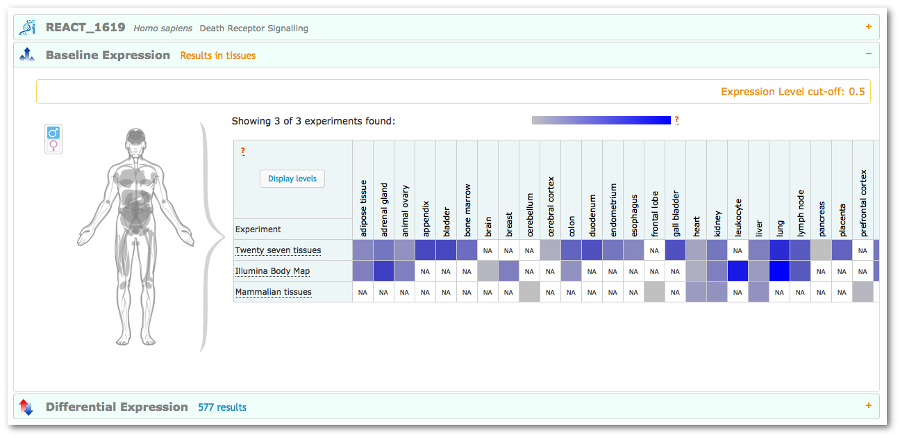 REACT_1619 Homo sapiens Death Receptor Signalling +
Baseline Expression Results in tissues −
Expression Level cut-off: 0.5
Showing 3 of 3 experiments found: ?
?
Display levels
Experiment
adipose tissue
adrenal gland
animal ovary
appendix
bladder
bone marrow
brain
breast
cerebellum
cerebral cortex
colon
duodenum
endometrium
esophagus
frontal lobe
gall bladder
heart
kidney
leukocyte
liver
lung
lymph node
pancreas
placenta
prefrontal cortex
Twenty seven tissues NA NA NA NA NA NA
Illumina Body Map NA NA NA NA NA NA NA NA NA NA NA NA
Mammalian tissues NA NA NA NA NA NA NA NA NA NA NA NA NA NA NA NA NA NA NA NA
Differential Expression 577 results +